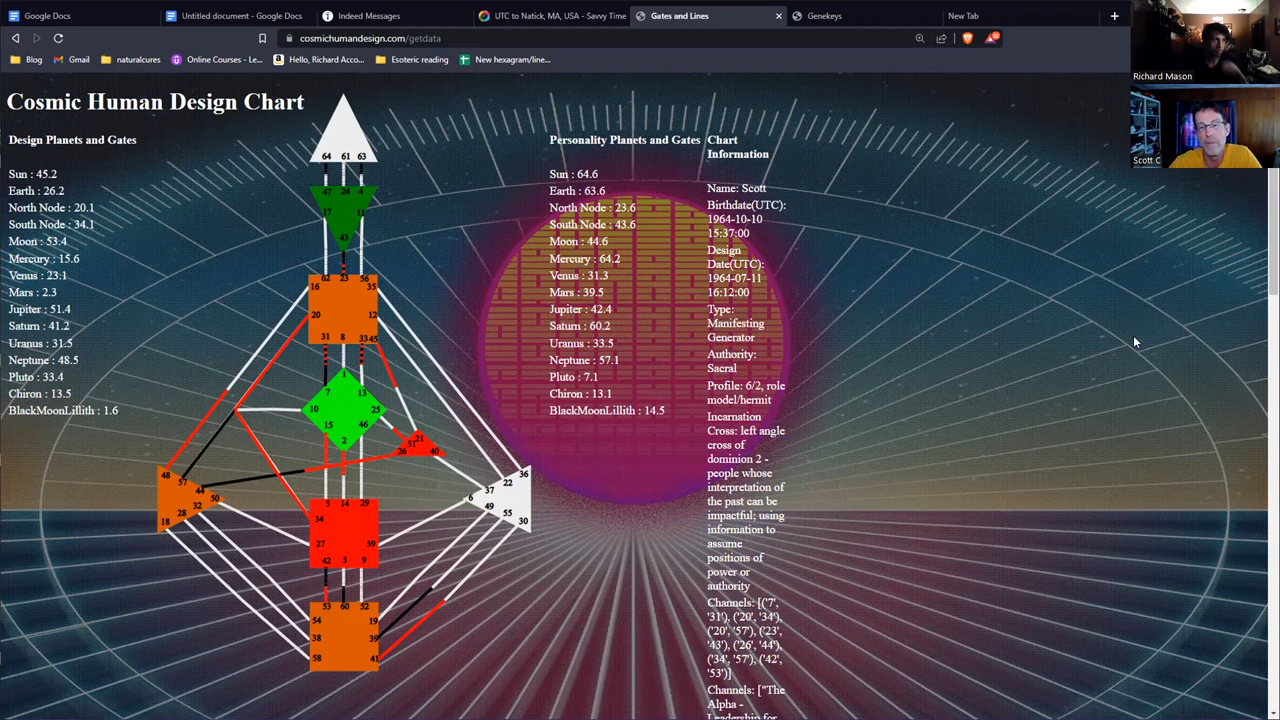 Google Docs
Untitled document - Google Docs
Indeed Messages
UTC to Natick, MA, USA - Savvy Time
Gates and Lines
Genekeys
New Tab
cosmichumandesign.com/getdata
Blog
Gmail
naturalcures
Online Courses - Le...
Hello, Richard Acco...
Esoteric reading
New hexagram/line...
Richard Mason
Scott C
Cosmic Human Design Chart
Design Planets and Gates
Sun : 45.2
Earth : 26.2
North Node : 20.1
South Node : 34.1
Moon : 53.4
Mercury : 15.6
Venus : 23.1
Mars : 2.3
Jupiter : 51.4
Saturn : 41.2
Uranus : 31.5
Neptune : 48.5
Pluto : 33.4
Chiron : 13.5
BlackMoonLillith : 1.6
64 61 63
47 24 4
17 11
43
62 23 56
16 35
20 12
31 8 33 45
1
7 13
10 25
15 46
2
21
51
26 40
48
57
44
50
32
28
18
36
22
37
6
49
55
30
5 14 29
34
27 59
42 3 9
53 60 52
54 19
38 39
58 41
Personality Planets and Gates
Sun : 64.6
Earth : 63.6
North Node : 23.6
South Node : 43.6
Moon : 44.6
Mercury : 64.2
Venus : 31.3
Mars : 39.5
Jupiter : 42.4
Saturn : 60.2
Uranus : 33.5
Neptune : 57.1
Pluto : 7.1
Chiron : 13.1
BlackMoonLillith : 14.5
Chart
Information
Name: Scott
Birthdate(UTC):
1964-10-10
15:37:00
Design
Date(UTC):
1964-07-11
16:12:00
Type:
Manifesting
Generator
Authority:
Sacral
Profile: 6/2, role
model/hermit
Incarnation
Cross: left angle
cross of
dominion 2 -
people whose
interpretation of
the past can be
impactful; using
information to
assume
positions of
power or
authority
Channels: [('7',
'31'), ('20', '34'),
('20', '57'), ('23',
'43'), ('26', '44'),
('34', '57'), ('42',
'53')]
Channels: ["The
Alpha -
Leadership for